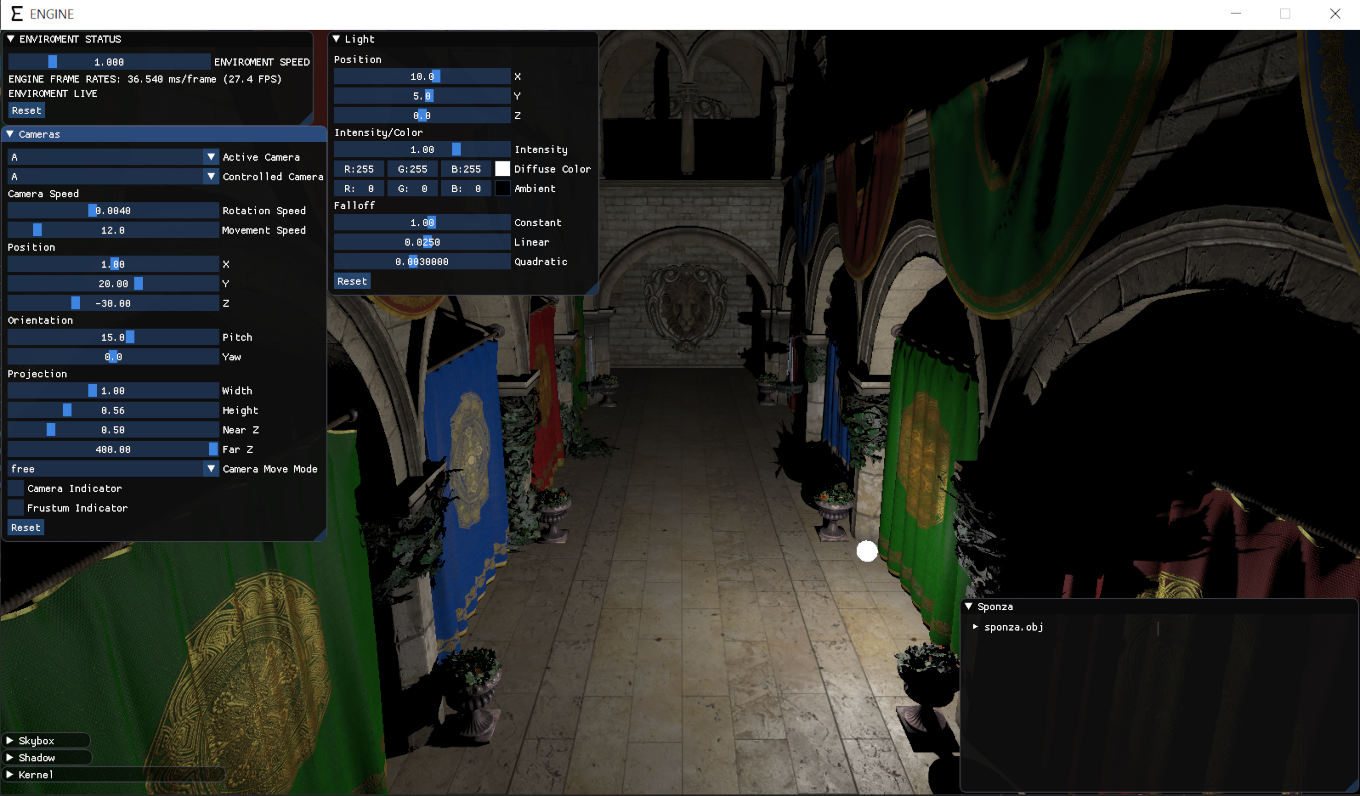 ENGINE
ENVIROMENT STATUS
1.000 ENVIROMENT SPEED
ENGINE FRAME RATES: 36.540 ms/frame (27.4 FPS)
ENVIROMENT LIVE
Reset
Cameras
A Active Camera
A Controlled Camera
Camera Speed
0.0040 Rotation Speed
12.0 Movement Speed
Position
1.00 X
20.00 Y
-30.00 Z
Orientation
15.0 Pitch
0.0 Yaw
Projection
1.00 Width
0.56 Height
0.50 Near Z
400.00 Far Z
free Camera Move Mode
Camera Indicator
Frustum Indicator
Reset
Light
Position
10.0 X
5.0 Y
0.0 Z
Intensity/Color
1.00 Intensity
R:255 G:255 B:255 Diffuse Color
R: 0 G: 0 B: 0 Ambient
Falloff
1.00 Constant
0.0250 Linear
0.0030000 Quadratic
Reset
Sponza
sponza.obj
Skybox
Shadow
Kernel